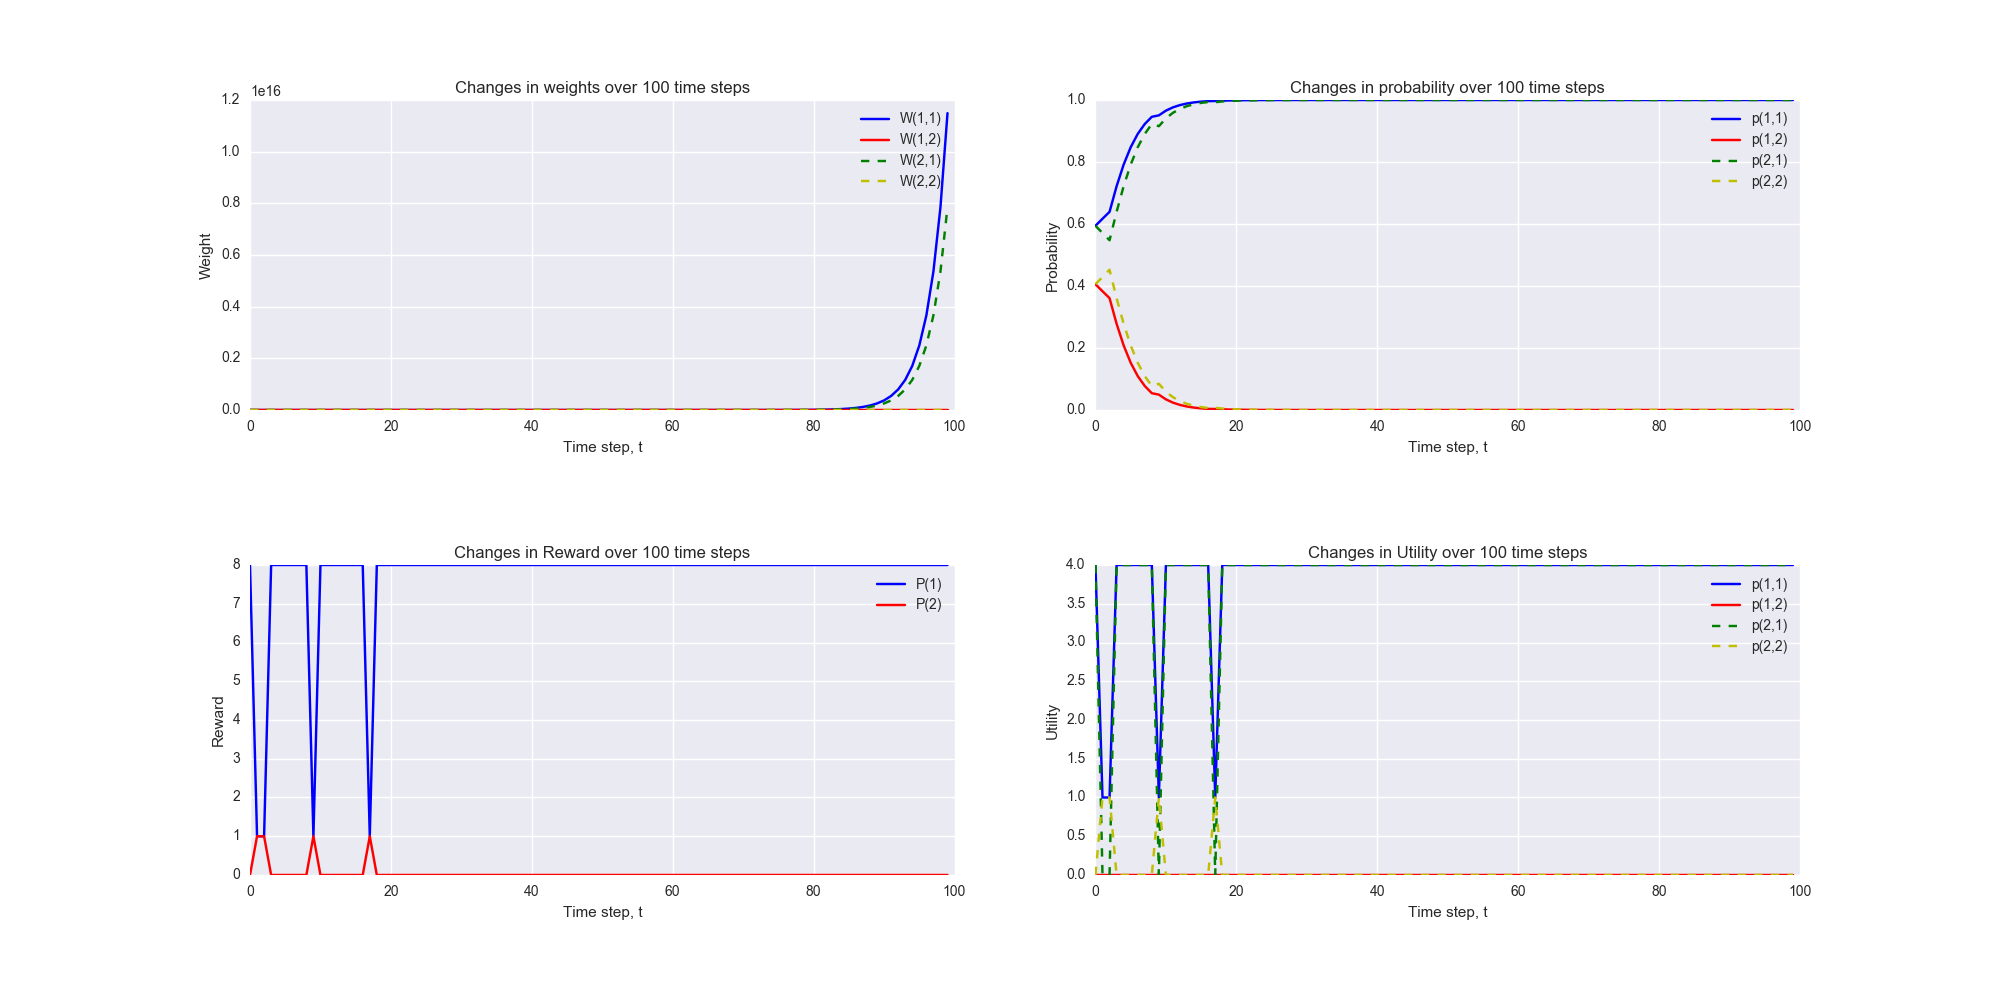 Changes in weights over 100 time steps
1e16
1.2
1.0
0.8
0.6
0.4
0.2
0.0
Weight
W(1,1)
W(1,2)
W(2,1)
W(2,2)
0 20 40 60 80 100
Time step, t
Changes in probability over 100 time steps
1.0
0.8
0.6
0.4
0.2
0.0
Probability
p(1,1)
p(1,2)
p(2,1)
p(2,2)
0 20 40 60 80 100
Time step, t
Changes in Reward over 100 time steps
8
7
6
5
4
3
2
1
0
Reward
P(1)
P(2)
0 20 40 60 80 100
Time step, t
Changes in Utility over 100 time steps
4.0
3.5
3.0
2.5
2.0
1.5
1.0
0.5
0.0
Utility
p(1,1)
p(1,2)
p(2,1)
p(2,2)
0 20 40 60 80 100
Time step, t